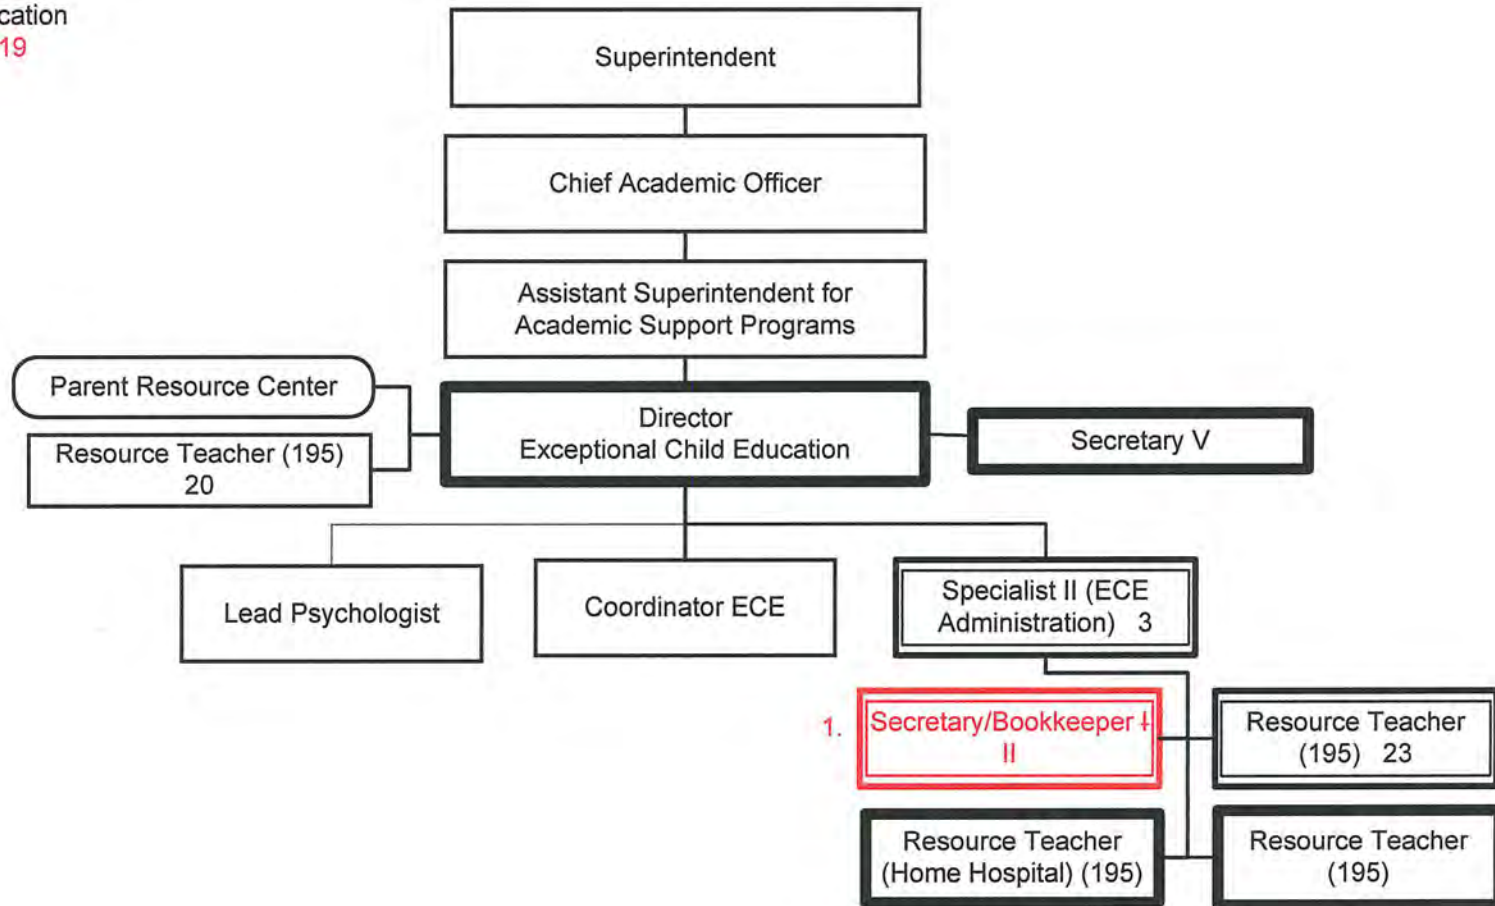 cation
19
Superintendent
Chief Academic Officer
Assistant Superintendent for
Academic Support Programs
Parent Resource Center
Resource Teacher (195)
20
Director
Exceptional Child Education
Secretary V
Lead Psychologist
Coordinator ECE
Specialist II (ECE
Administration) 3
1.
Secretary/Bookkeeper I
II
Resource Teacher
(195) 23
Resource Teacher
(Home Hospital) (195)
Resource Teacher
(195)